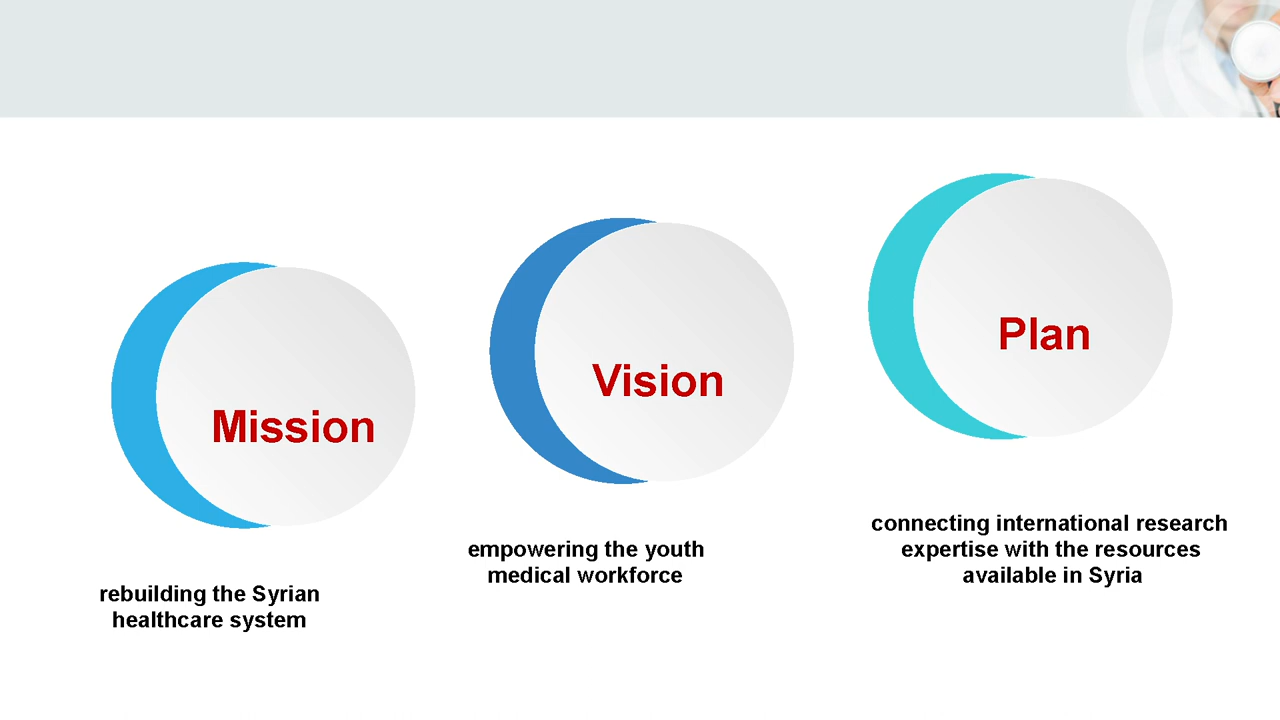 Mission
rebuilding the Syrian
healthcare system
Vision
empowering the youth
medical workforce
Plan
connecting international research
expertise with the resources
available in Syria